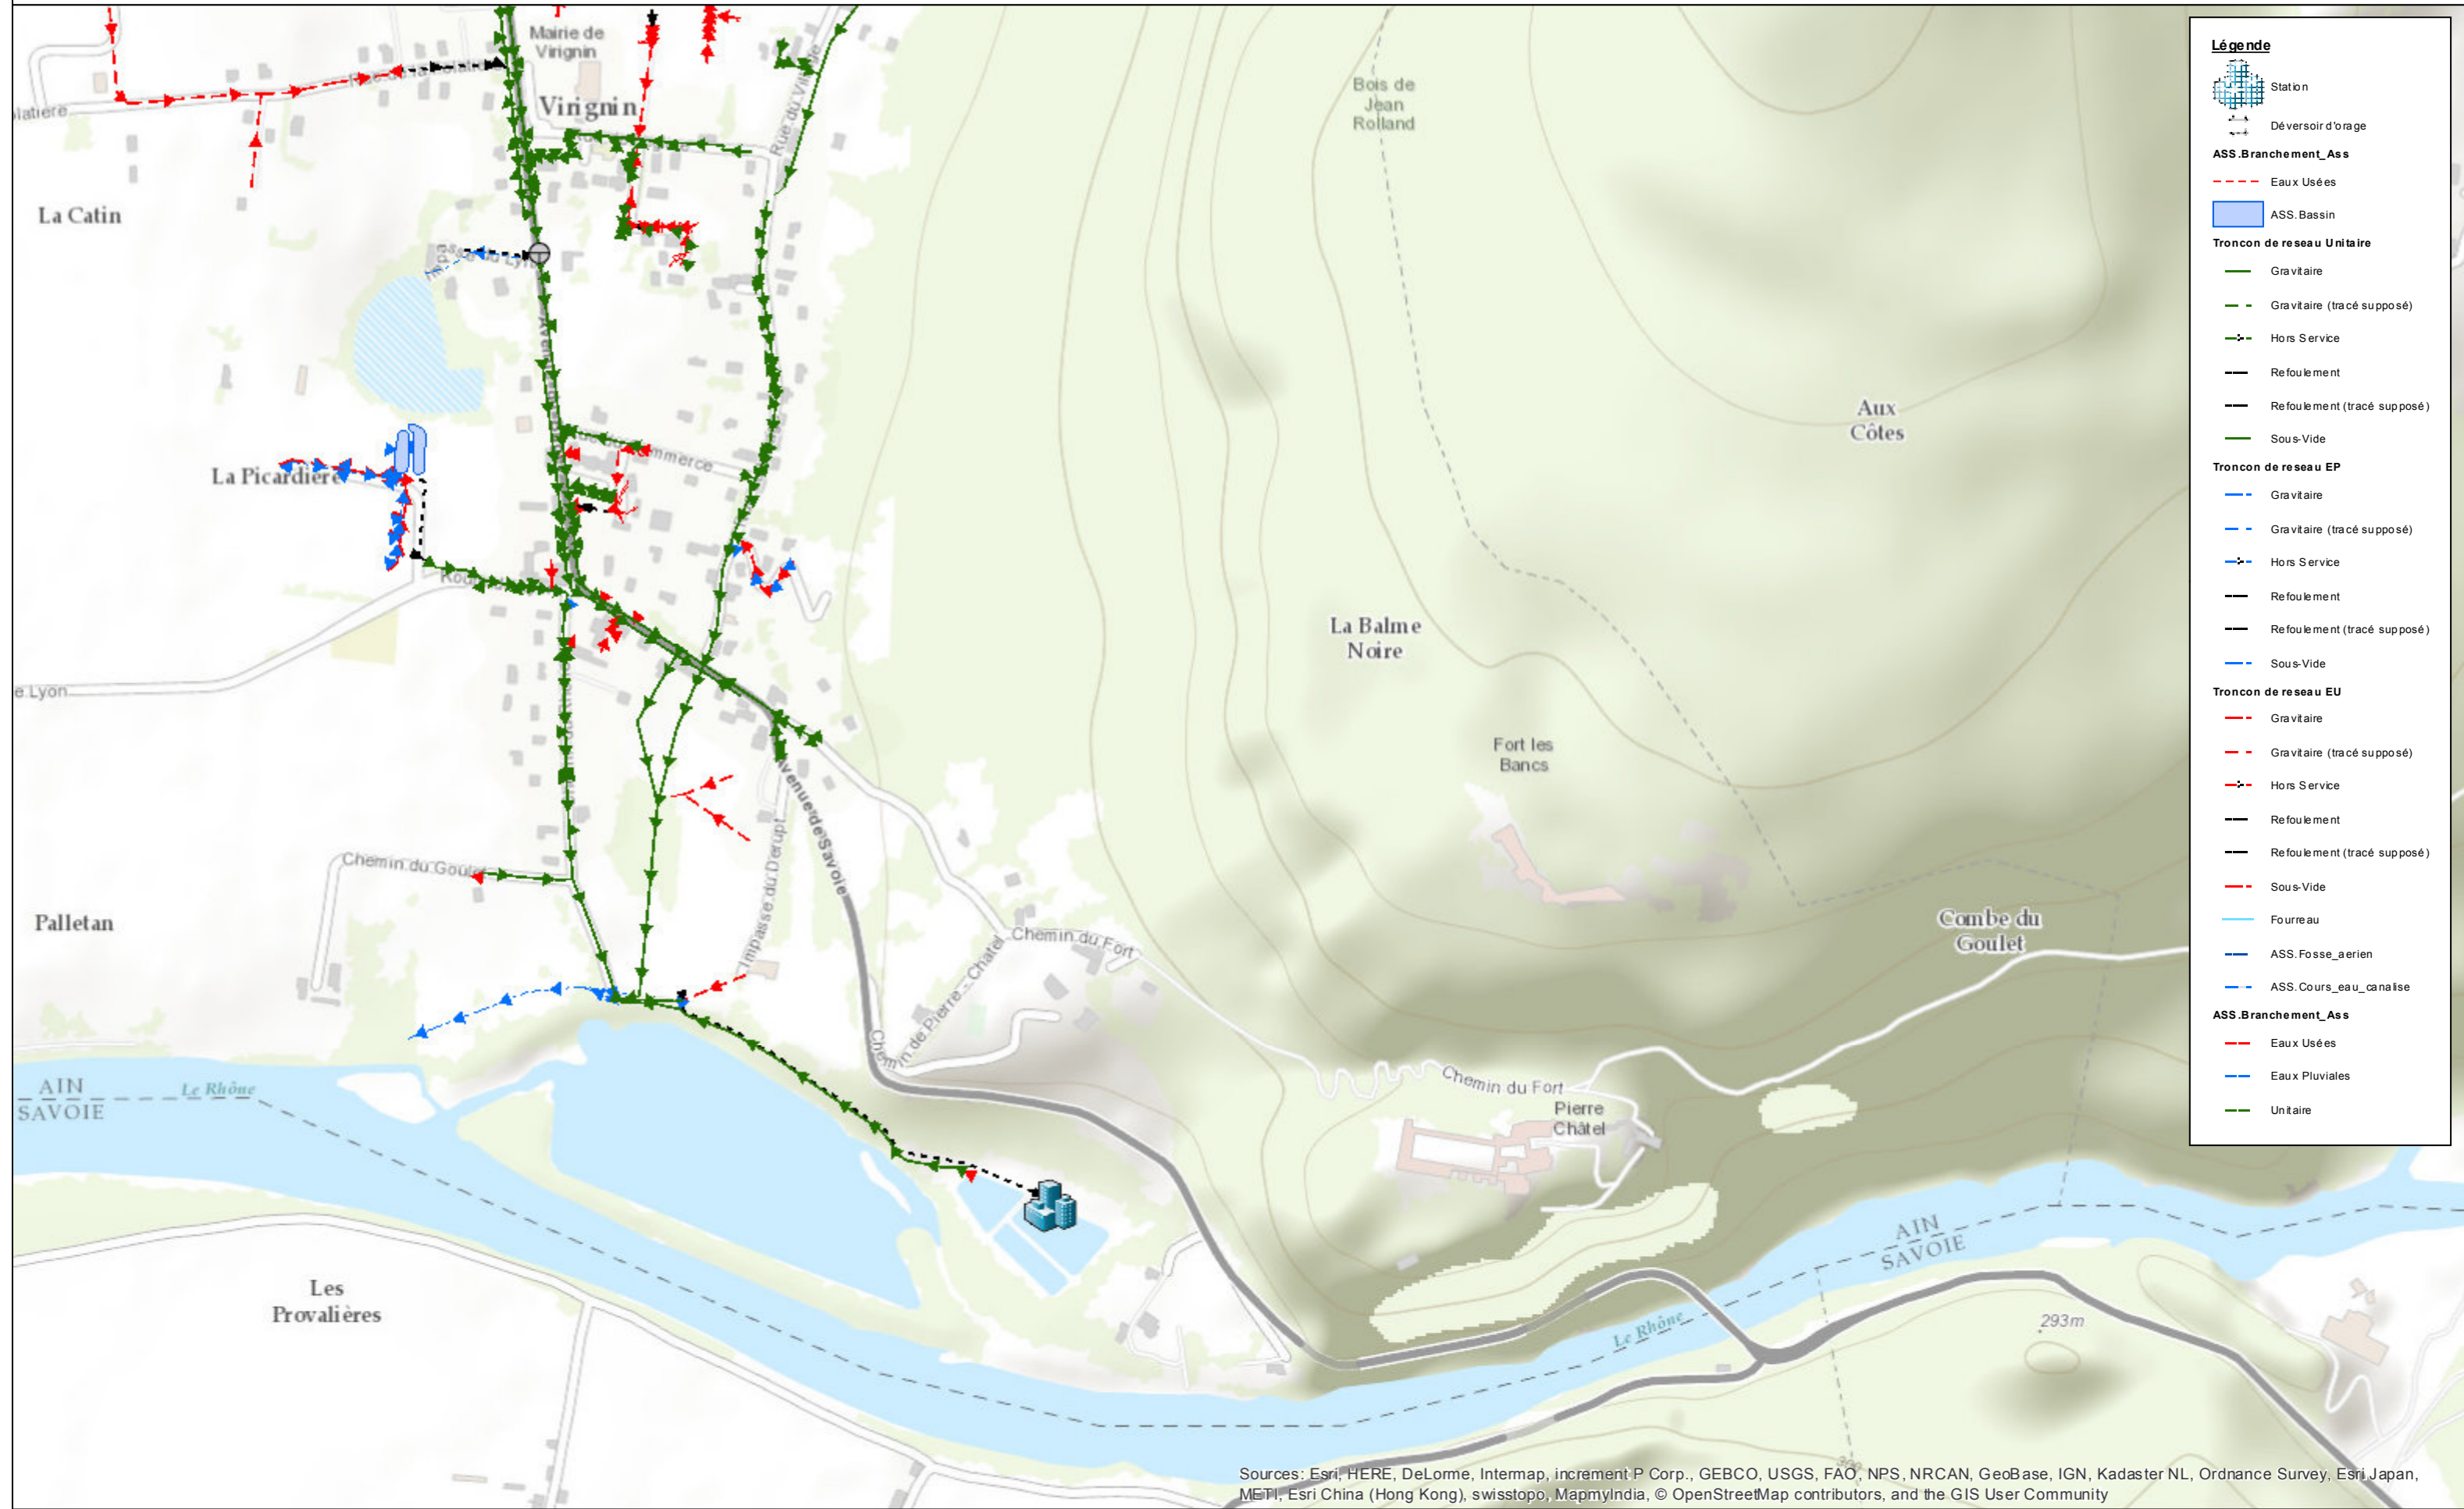 Mairie de
Virignin
Virignin
Rue du Village
latiere
La Catin
La Picardière
Commerce
e Lyon
Chemin du Goulet
Palletan
Impasse du Derupt
Avenue de Savoie
Chemin de Pierre - Chatel
Chemin du Fort
AIN
SAVOIE
Le Rhône
Les
Provalières
Bois de
Jean
Rolland
Aux
Côtes
La Balme
Noire
Fort les
Bancs
Combe du
Goulet
Chemin du Fort
Pierre
Châtel
AIN
SAVOIE
Le Rhône
293m
Légende
Station
Déversoir d'orage
ASS.Branchement_Ass
Eaux Usées
ASS.Bassin
Troncon de reseau Unitaire
Gravitaire
Gravitaire (tracé supposé)
Hors Service
Refoulement
Refoulement (tracé supposé)
Sous-Vide
Troncon de reseau EP
Gravitaire
Gravitaire (tracé supposé)
Hors Service
Refoulement
Refoulement (tracé supposé)
Sous-Vide
Troncon de reseau EU
Gravitaire
Gravitaire (tracé supposé)
Hors Service
Refoulement
Refoulement (tracé supposé)
Sous-Vide
Fourreau
ASS.Fosse_aerien
ASS.Cours_eau_canalise
ASS.Branchement_Ass
Eaux Usées
Eaux Pluviales
Unitaire
Sources: Esri, HERE, DeLorme, Intermap, increment P Corp., GEBCO, USGS, FAO, NPS, NRCAN, GeoBase, IGN, Kadaster NL, Ordnance Survey, Esri Japan,
METI, Esri China (Hong Kong), swisstopo, MapmyIndia, © OpenStreetMap contributors, and the GIS User Community